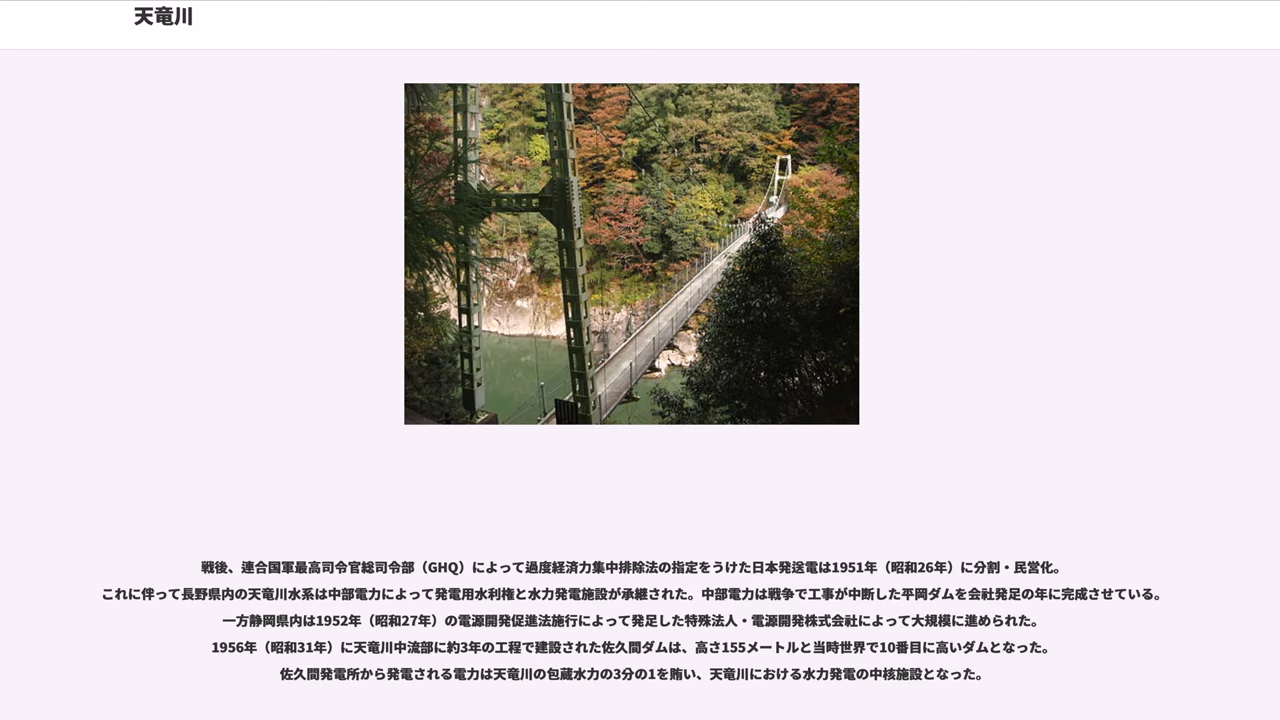 天竜川
戦後、連合国軍最高司令官総司令部（GHQ）によって過度経済力集中排除法の指定をうけた日本発送電は1951年（昭和26年）に分割・民営化。
これに伴って長野県内の天竜川水系は中部電力によって発電用水利権と水力発電施設が承継された。中部電力は戦争で工事が中断した平岡ダムを会社発足の年に完成させている。
一方静岡県内は1952年（昭和27年）の電源開発促進法施行によって発足した特殊法人・電源開発株式会社によって大規模に進められた。
1956年（昭和31年）に天竜川中流部に約3年の工程で建設された佐久間ダムは、高さ155メートルと当時世界で10番目に高いダムとなった。
佐久間発電所から発電される電力は天竜川の包蔵水力の3分の1を賄い、天竜川における水力発電の中核施設となった。